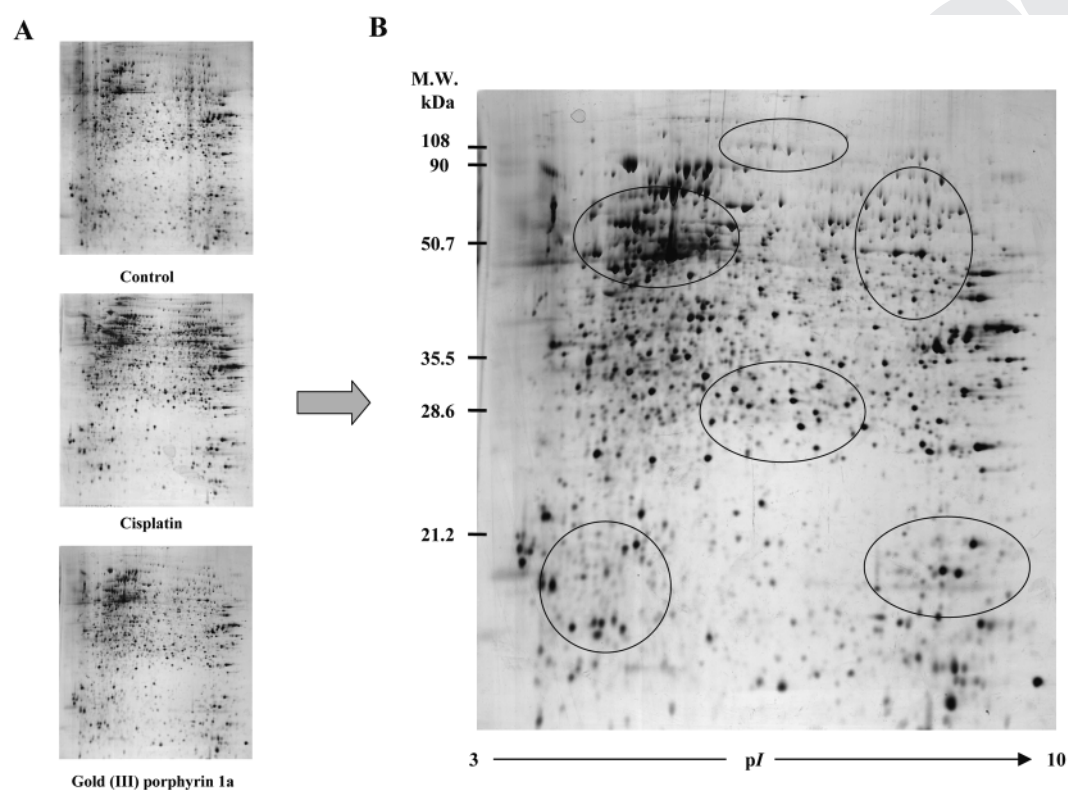 A
Control
Cisplatin
Gold (III) porphyrin 1a
B
M.W.
kDa
108
90
50.7
35.5
28.6
21.2
3 pI 10